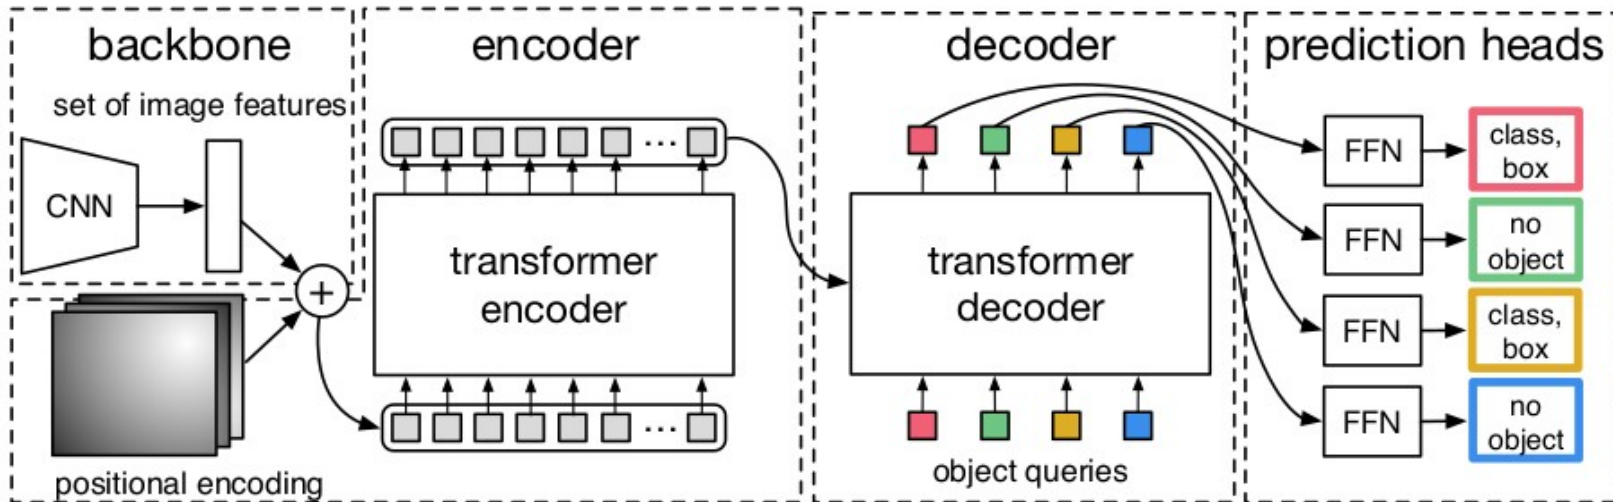 backbone
set of image features
CNN
+
positional encoding
encoder
...
transformer
encoder
...
decoder
transformer
decoder
object queries
prediction heads
FFN
class,
box
FFN
no
object
FFN
class,
box
FFN
no
object